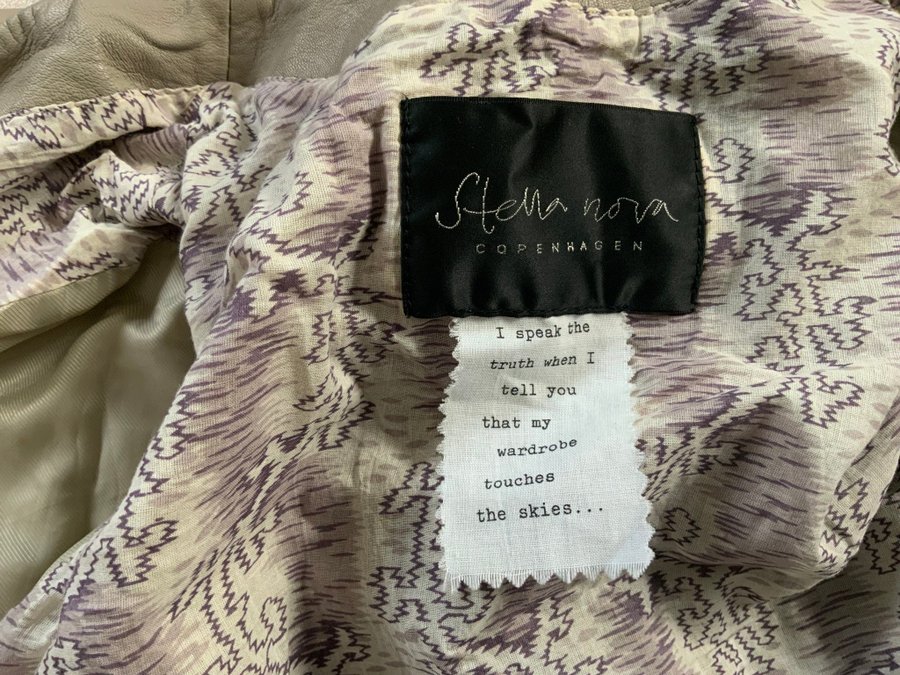 Stella nova
COPENHAGEN
I speak the
truth when I
tell you
that my
wardrobe
touches
the skies...